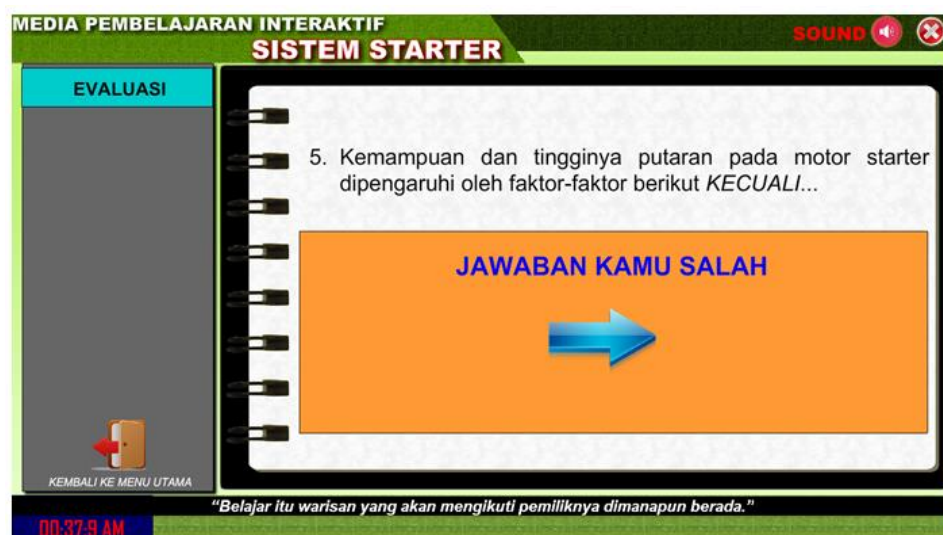 MEDIA PEMBELAJARAN INTERAKTIF
SISTEM STARTER
SOUND
EVALUASI
5. Kemampuan dan tingginya putaran pada motor starter
dipengaruhi oleh faktor-faktor berikut KECUALI...
JAWABAN KAMU SALAH
KEMBALI KE MENU UTAMA
“Belajar itu warisan yang akan mengikuti pemiliknya dimanapun berada.”
00:37:9 AM